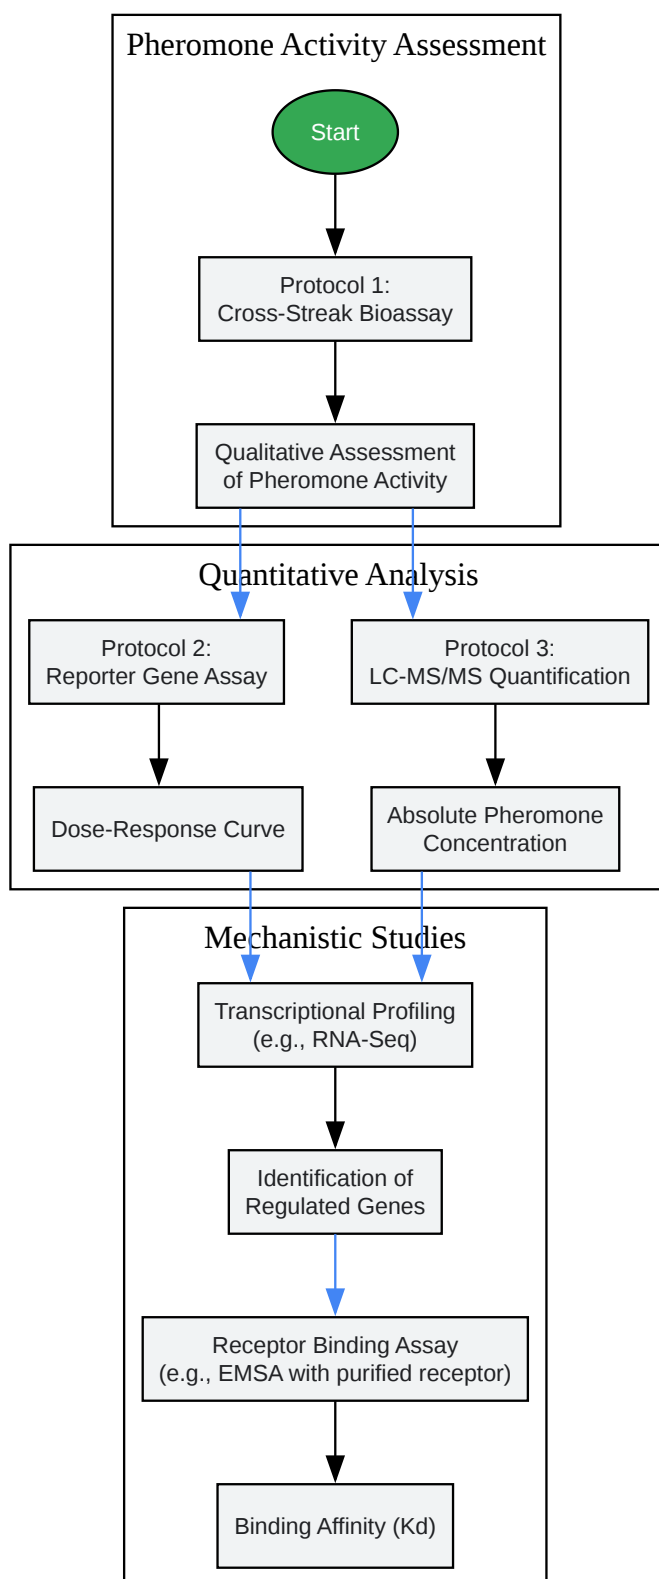 Pheromone Activity Assessment
Start
Protocol 1:
Cross-Streak Bioassay
Qualitative Assessment
of Pheromone Activity
Quantitative Analysis
Protocol 2:
Reporter Gene Assay
Protocol 3:
LC-MS/MS Quantification
Dose-Response Curve
Absolute Pheromone
Concentration
Mechanistic Studies
Transcriptional Profiling
(e.g., RNA-Seq)
Identification of
Regulated Genes
Receptor Binding Assay
(e.g., EMSA with purified receptor)
Binding Affinity (Kd)